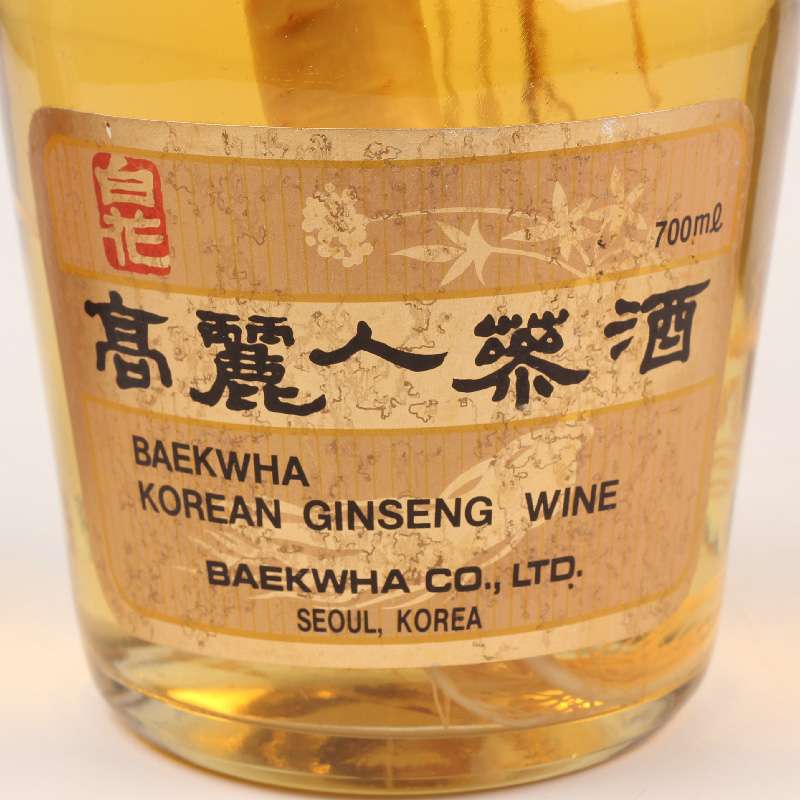 白花
700ml
高麗人蔘酒
BAEKWHA
KOREAN GINSENG WINE
BAEKWHA CO., LTD.
SEOUL, KOREA